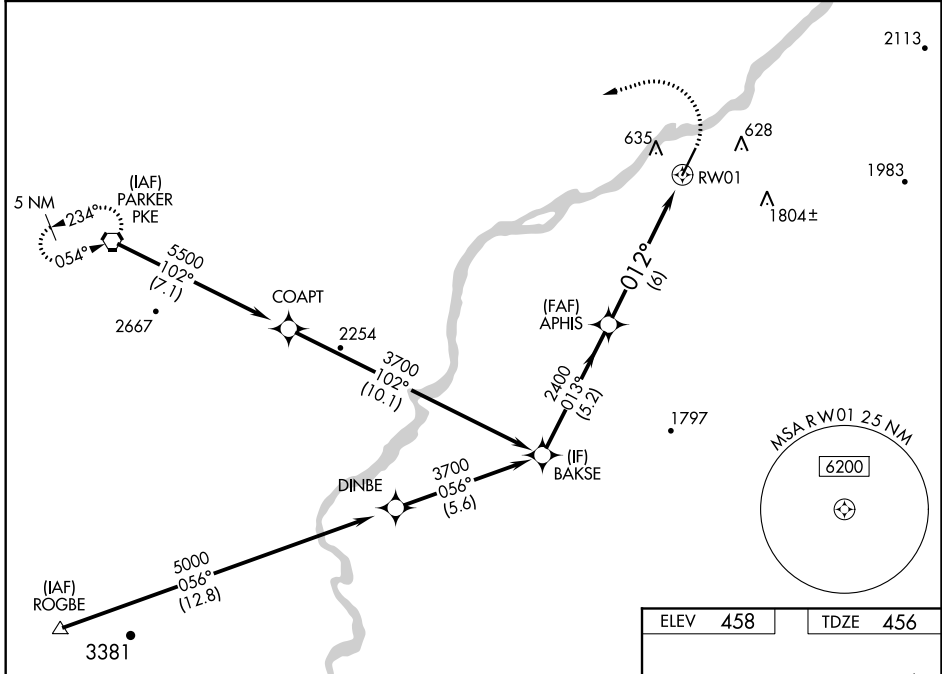 2113
635
628
RW01
1983
1804±
(IAF)
PARKER
PKE
5 NM
234°
054°
5500
102°
(7.1)
COAPT
2667
2254
3700
102°
(10.1)
(FAF)
APHIS
012°
(6)
2400
013°
(5.2)
1797
(IF)
BAKSE
DINBE
3700
056°
(5.6)
5000
056°
(12.8)
(IAF)
ROGBE
3381
MSA RW01 25 NM
6200
ELEV 458
TDZE 456